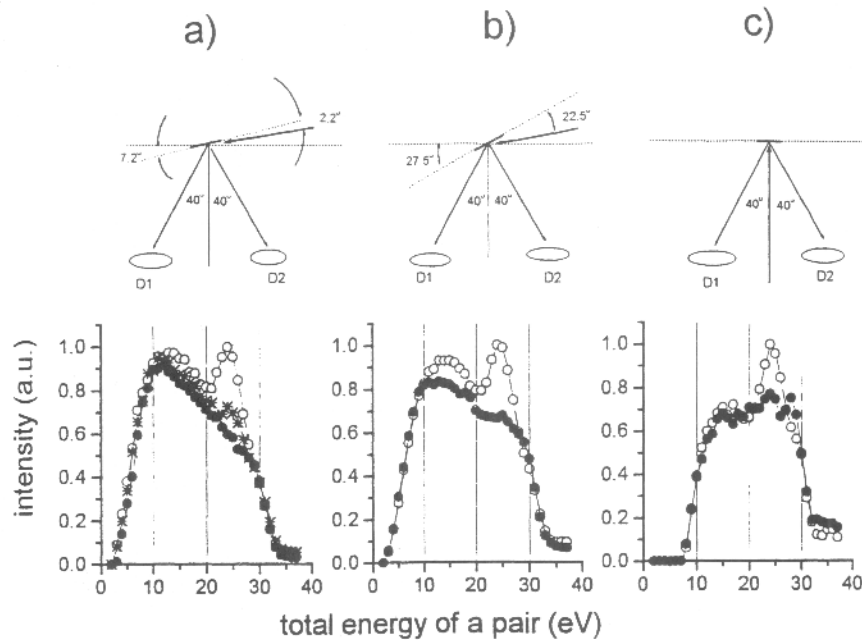 a) b) c)
2.2° 22.5°
7.2° 27.5°
40° 40° 40° 40° 40° 40°
D1 D2 D1 D2 D1 D2
1.0 1.0 1.0
0.8 0.8 0.8
0.6 0.6 0.6
0.4 0.4 0.4
0.2 0.2 0.2
0.0 0.0 0.0
0 10 20 30 40 0 10 20 30 40 0 10 20 30 40
intensity (a.u.)
total energy of a pair (eV)